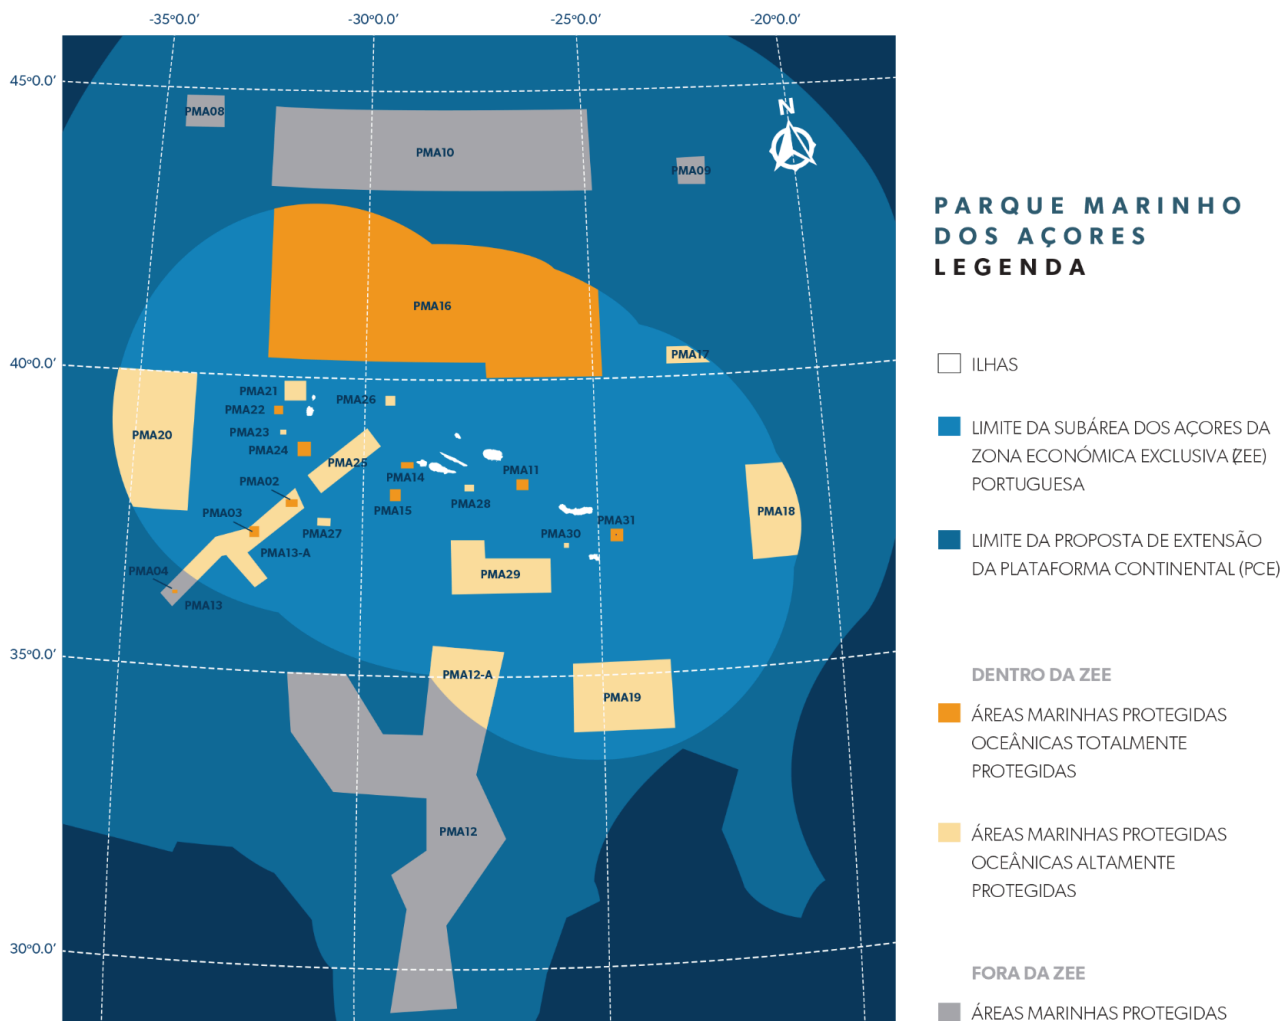 -35º0.0' -30º0.0' -25º0.0' -20º0.0'
45º0.0'
40º0.0'
35º0.0'
30º0.0'
N
PMA08
PMA10
PMA09
PMA16
PMA17
PMA21
PMA22
PMA26
PMA23
PMA20
PMA24
PMA25
PMA14
PMA11
PMA02
PMA15
PMA28
PMA03
PMA27
PMA18
PMA31
PMA30
PMA13-A
PMA04
PMA29
PMA13
PMA12-A
PMA19
PMA12
PARQUE MARINHO
DOS AÇORES
LEGENDA
ILHAS
LIMITE DA SUBÁREA DOS AÇORES DA
ZONA ECONÓMICA EXCLUSIVA (ZEE)
PORTUGUESA
LIMITE DA PROPOSTA DE EXTENSÃO
DA PLATAFORMA CONTINENTAL (PCE)
DENTRO DA ZEE
ÁREAS MARINHAS PROTEGIDAS
OCEÂNICAS TOTALMENTE
PROTEGIDAS
ÁREAS MARINHAS PROTEGIDAS
OCEÂNICAS ALTAMENTE
PROTEGIDAS
FORA DA ZEE
ÁREAS MARINHAS PROTEGIDAS